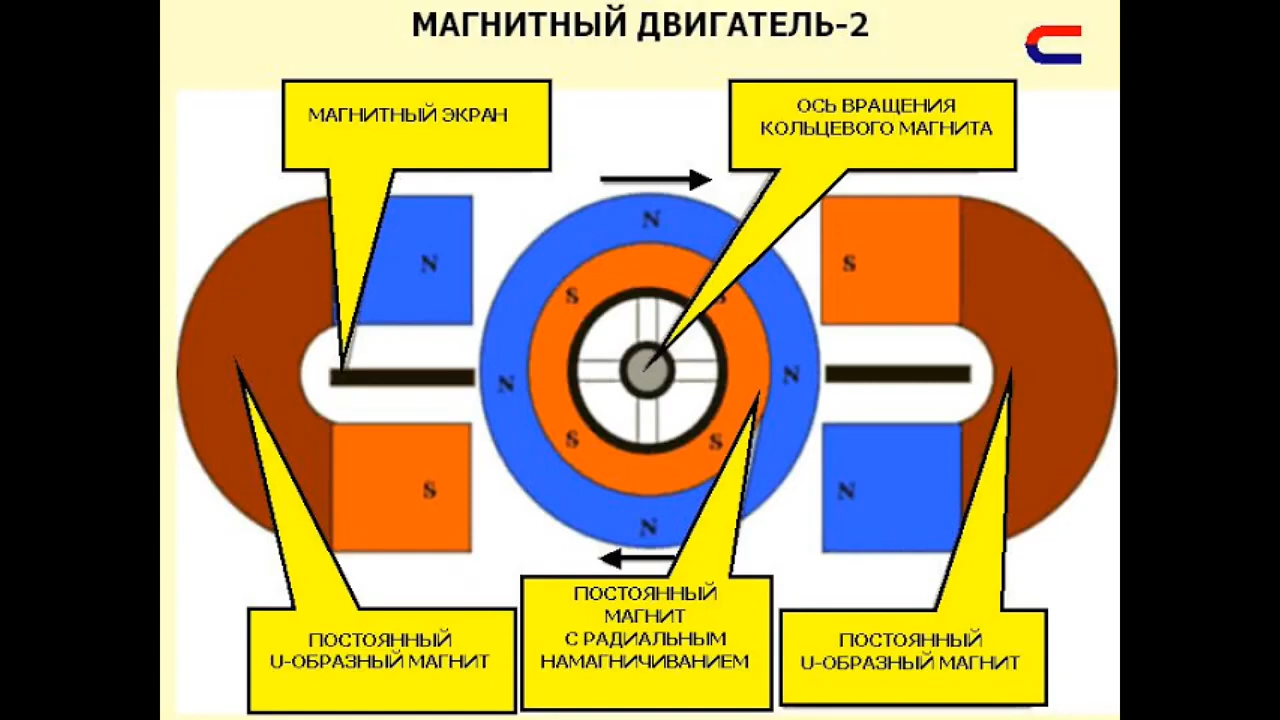 МАГНИТНЫЙ ДВИГАТЕЛЬ-2
МАГНИТНЫЙ ЭКРАН
ОСЬ ВРАЩЕНИЯ
КОЛЬЦЕВОГО МАГНИТА
N
N
S
S
S
S
N
N
S
S
S
N
N
ПОСТОЯННЫЙ
U-ОБРАЗНЫЙ МАГНИТ
ПОСТОЯННЫЙ
МАГНИТ
С РАДИАЛЬНЫМ
НАМАГНИЧИВАНИЕМ
ПОСТОЯННЫЙ
U-ОБРАЗНЫЙ МАГНИТ